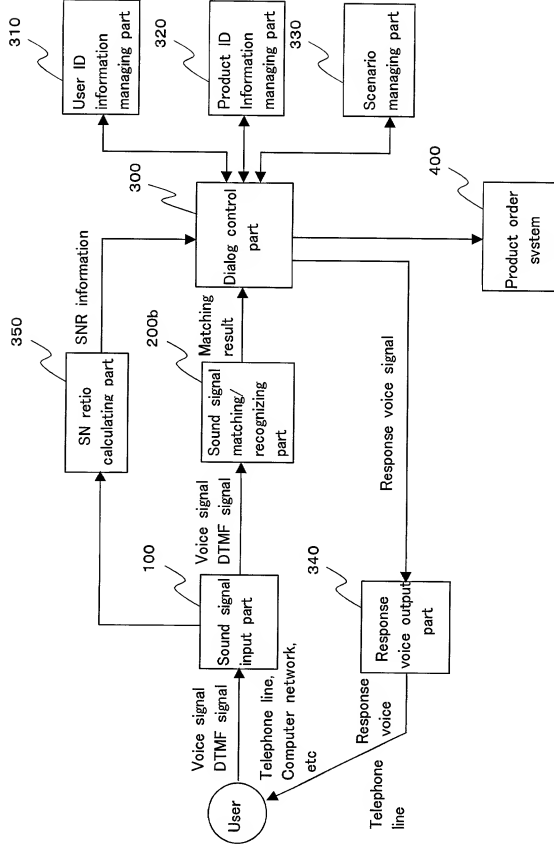 310
User ID
information
managing part
320
Product ID
Information
managing part
330
Scenario
managing part
350
SN retio
calculating part
SNR information
300
Dialog control
part
400
Product order
system
200b
Sound signal
matching/
recognizing
part
Matching
result
100
Sound signal
input part
Voice signal
DTMF signal
User
Voice signal
DTMF signal
Telephone line,
Computer network,
etc
340
Response
voice output
part
Response voice signal
Response
voice
Telephone
line